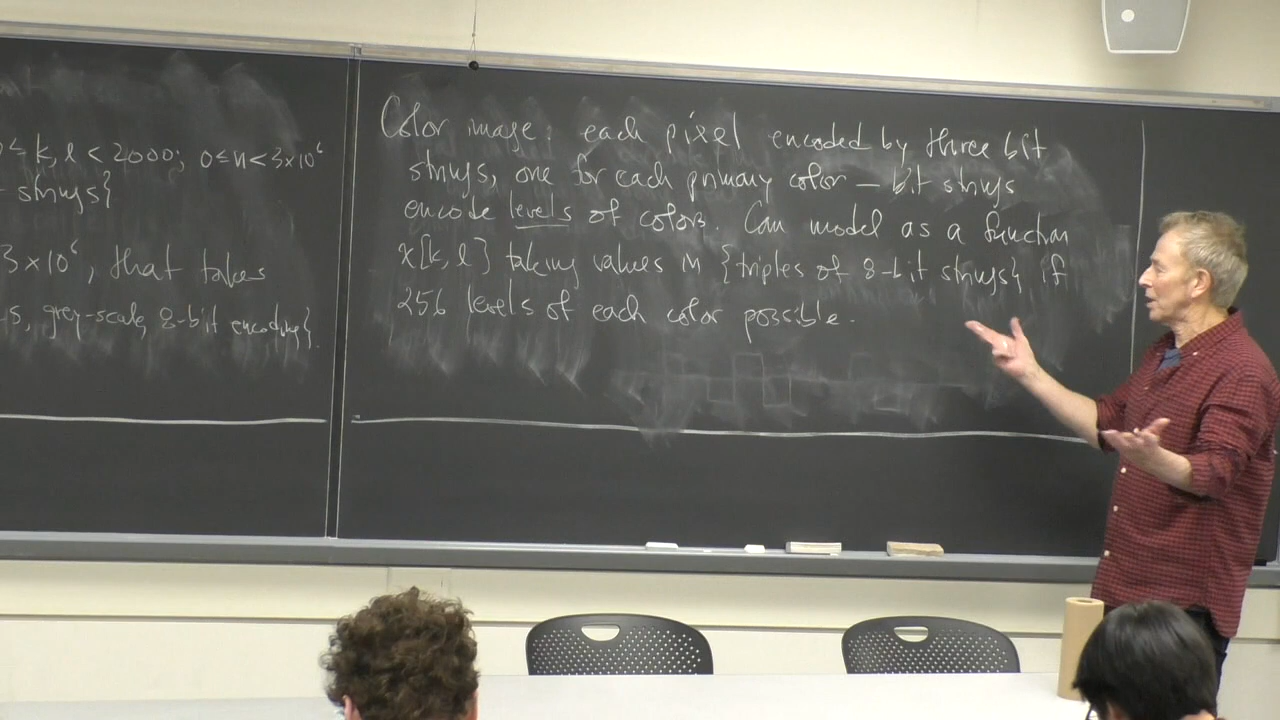 ≤ k, l < 2000; 0 ≤ n < 3×10⁶
strings}
3×10⁶, that takes
grey-scale, 8-bit encoding}.
Color image: each pixel encoded by three bit
strings, one for each primary color – bit strings
encode levels of colors. Can model as a function
x[k, l] taking values in {triples of 8-bit strings} if
256 levels of each color possible.